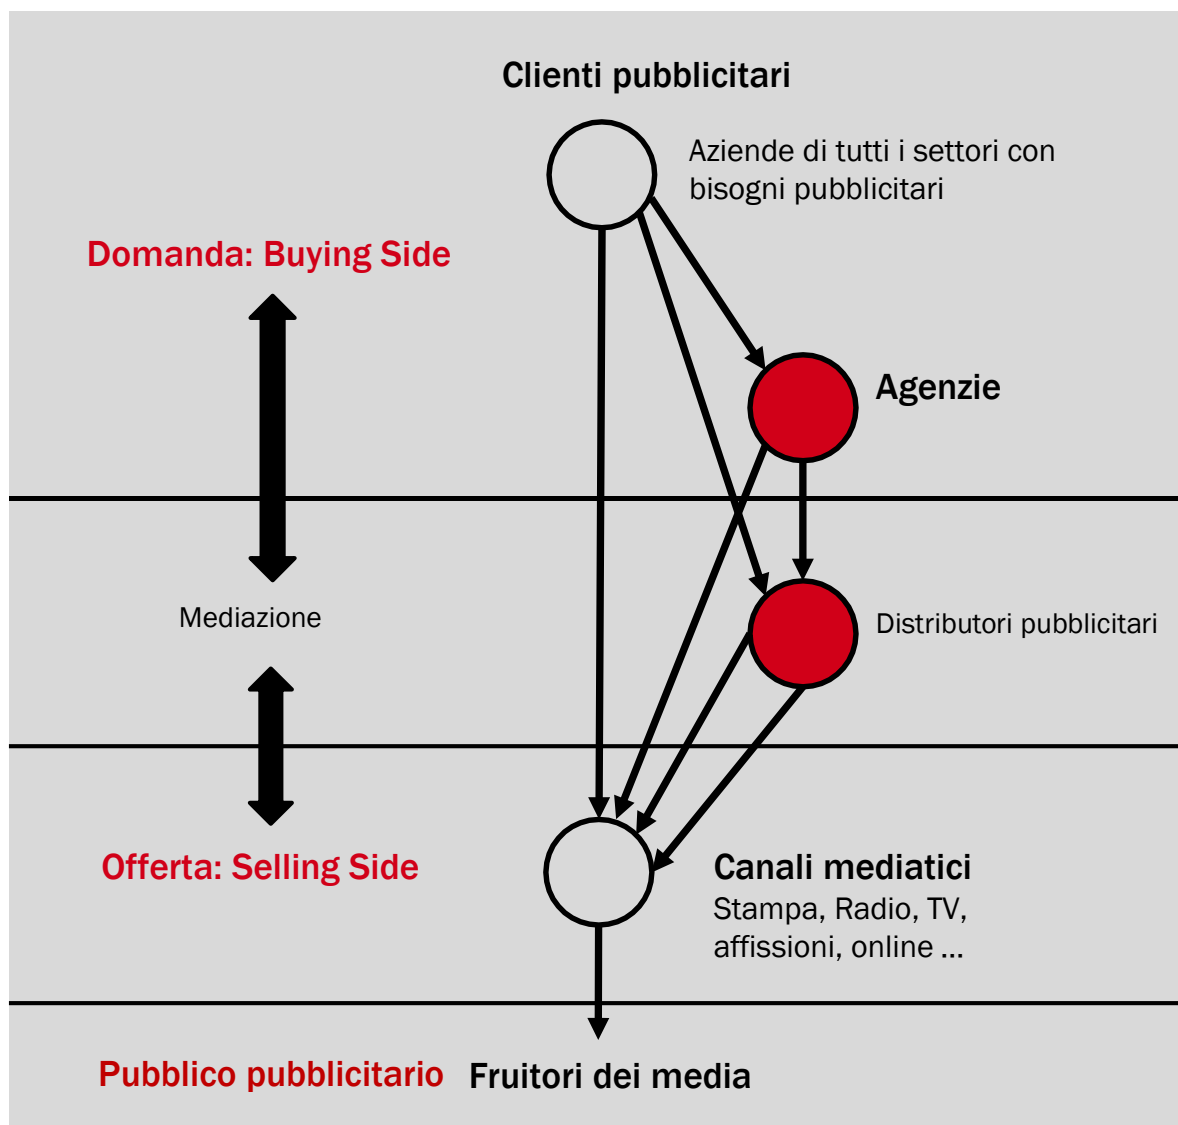 Clienti pubblicitari
Aziende di tutti i settori con
bisogni pubblicitari
Domanda: Buying Side
Agenzie
Mediazione
Distributori pubblicitari
Offerta: Selling Side
Canali mediatici
Stampa, Radio, TV,
affissioni, online ...
Pubblico pubblicitario
Fruitori dei media